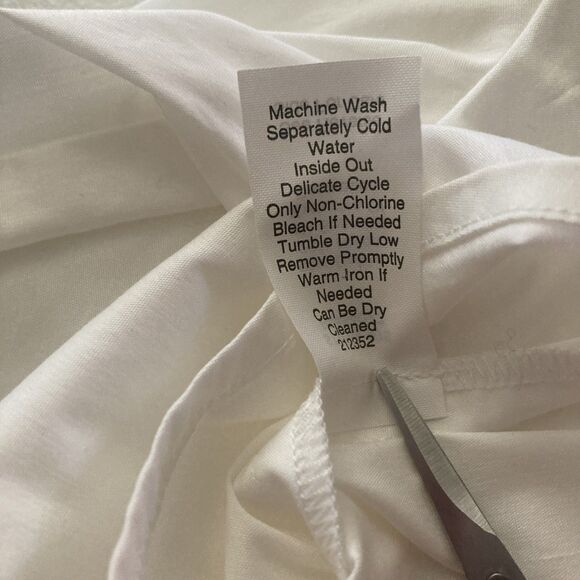 Machine Wash
Separately Cold
Water
Inside Out
Delicate Cycle
Only Non-Chlorine
Bleach If Needed
Tumble Dry Low
Remove Promptly
Warm Iron If
Needed
Can Be Dry
Cleaned
212352